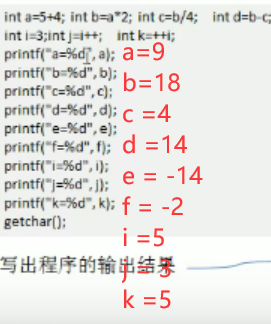 int a=5+4; int b=a*2; int c=b/4; int d=b-c;
int i=3;int j=i++; int k=++i;
printf("a=%d",a); a=9
printf("b=%d",b); b=18
printf("c=%d",c); c =4
printf("d=%d",d); d =14
printf("e=%d",e); e = -14
printf("f=%d",f); f = -2
printf("i=%d",i); i =5
printf("j=%d",j);
printf("k=%d",k);
getchar();
写出程序的输出结果
j = 3
k =5